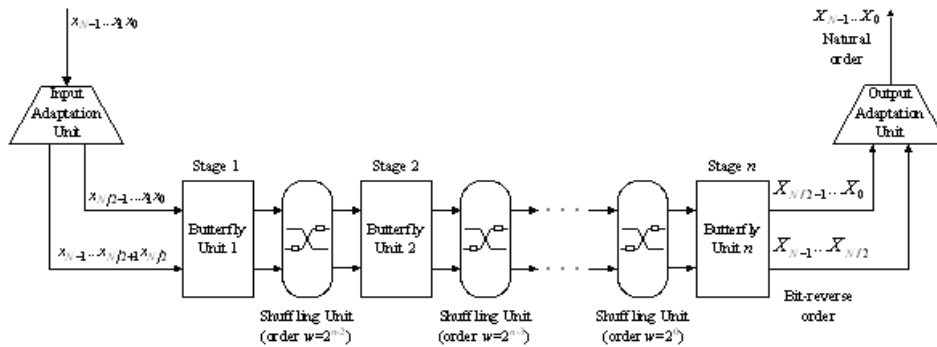 x_{N-1}...x_1x_0
Input
Adaptation
Unit
X_{N-1}...X_0
Natural
order
Output
Adaptation
Unit
Stage 1
Stage 2
Stage n
x_{N/2-1}...x_1x_0
x_{N-1}...x_{N/2+1}x_{N/2}
Butterfly
Unit 1
Butterfly
Unit 2
Butterfly
Unit n
X_{N/2-1}...X_0
X_{N-1}...X_{N/2}
Shuffling Unit
(order w=2^{n-2})
Shuffling Unit
(order w=2^{n-3})
Shuffling Unit
(order w=2^0)
Bit-reverse
order